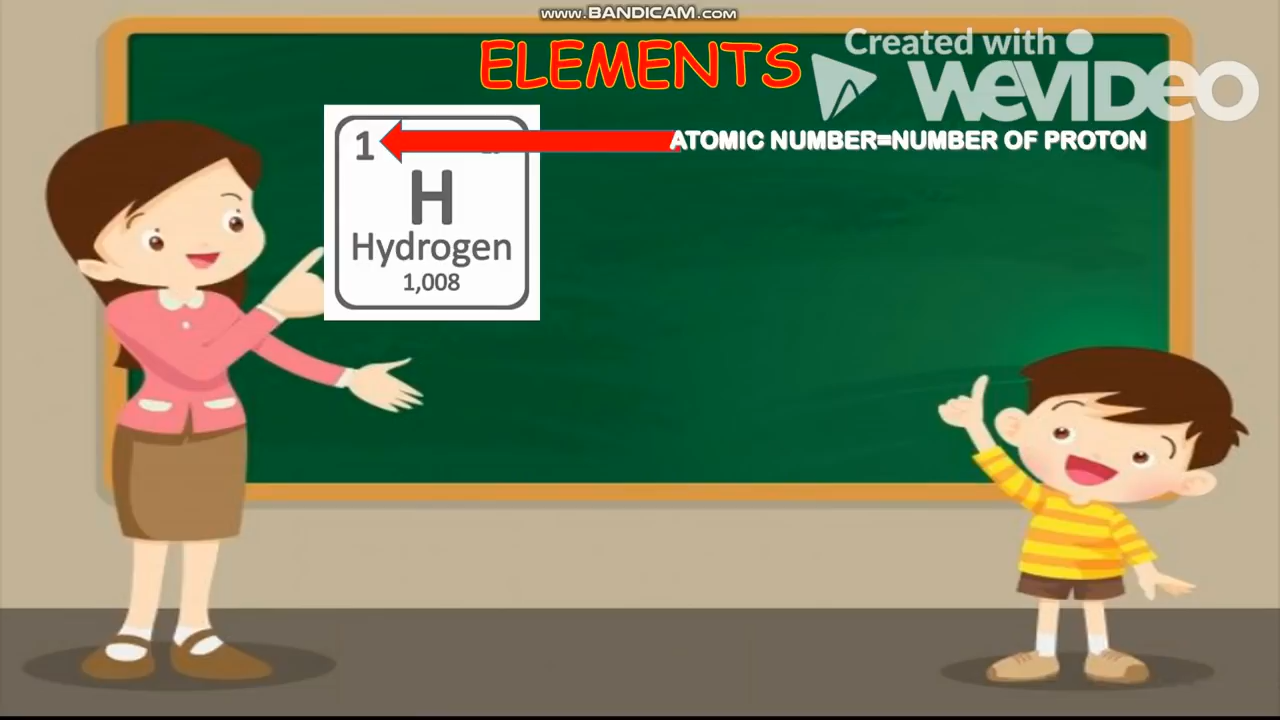 www.BANDICAM.com
ELEMENTS
Created with
WEVIDEO
1
ATOMIC NUMBER=NUMBER OF PROTON
H
Hydrogen
1,008